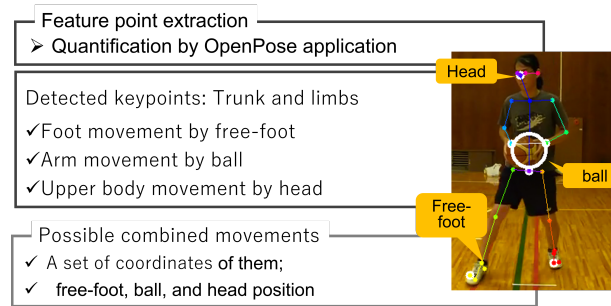 Feature point extraction
➢ Quantification by OpenPose application
Head
Detected keypoints: Trunk and limbs
✓Foot movement by free-foot
✓Arm movement by ball
✓Upper body movement by head
ball
Free-
foot
Possible combined movements
✓ A set of coordinates of them;
✓ free-foot, ball, and head position